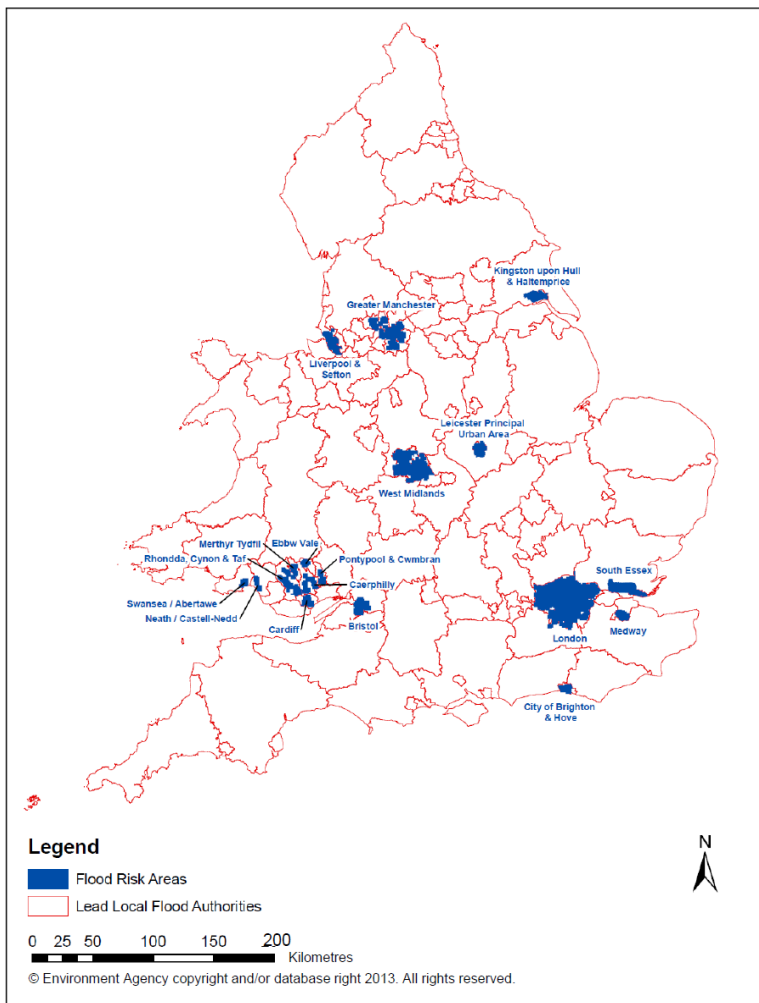 Kingston upon Hull
& Haltemprice
Greater Manchester
Liverpool &
Sefton
Leicester Principal
Urban Area
West Midlands
Merthyr Tydfil
Ebbw Vale
Rhondda, Cynon & Taf
Pontypool & Cwmbran
Caerphilly
Swansea / Abertawe
Neath / Castell-Nedd
Cardiff
Bristol
South Essex
London
Medway
City of Brighton
& Hove
Legend
Flood Risk Areas
Lead Local Flood Authorities
N
0 25 50 100 150 200
Kilometres
© Environment Agency copyright and/or database right 2013. All rights reserved.